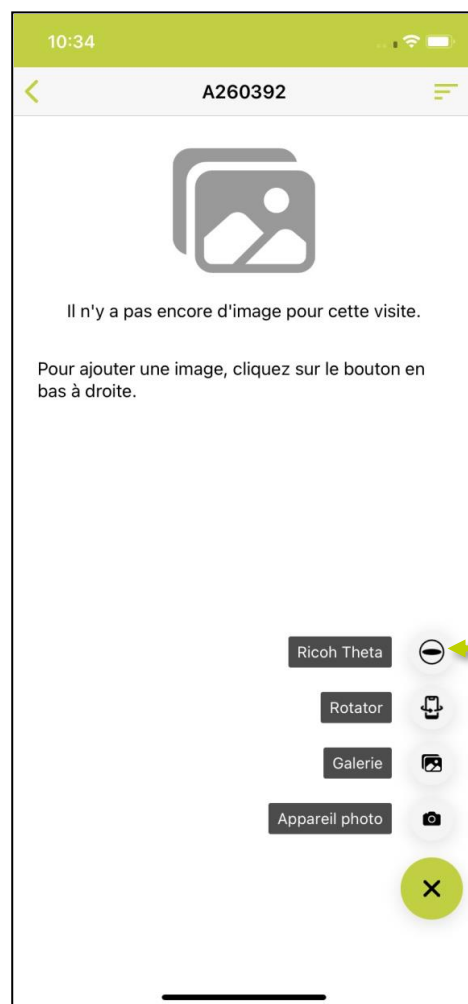 10:34
A260392
Il n'y a pas encore d'image pour cette visite.
Pour ajouter une image, cliquez sur le bouton en
bas à droite.
Ricoh Theta
Rotator
Galerie
Appareil photo